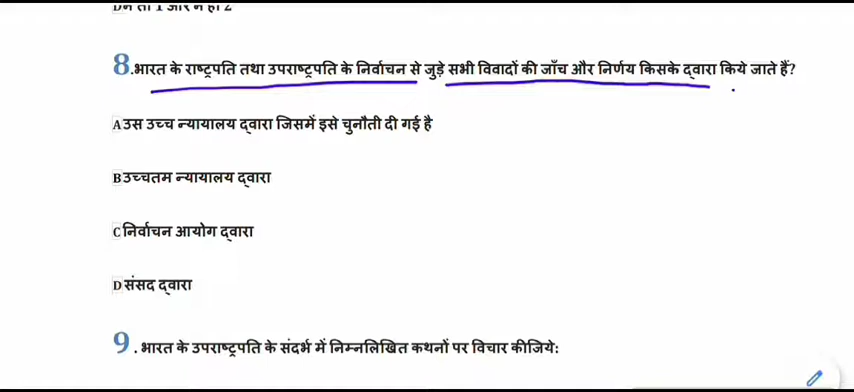 8.भारत के राष्ट्रपति तथा उपराष्ट्रपति के निर्वाचन से जुड़े सभी विवादों की जाँच और निर्णय किसके द्वारा किये जाते हैं?
Aउस उच्च न्यायालय द्वारा जिसमें इसे चुनौती दी गई है
Bउच्चतम न्यायालय द्वारा
Cनिर्वाचन आयोग द्वारा
Dसंसद द्वारा
9 . भारत के उपराष्ट्रपति के संदर्भ में निम्नलिखित कथनों पर विचार कीजिये: